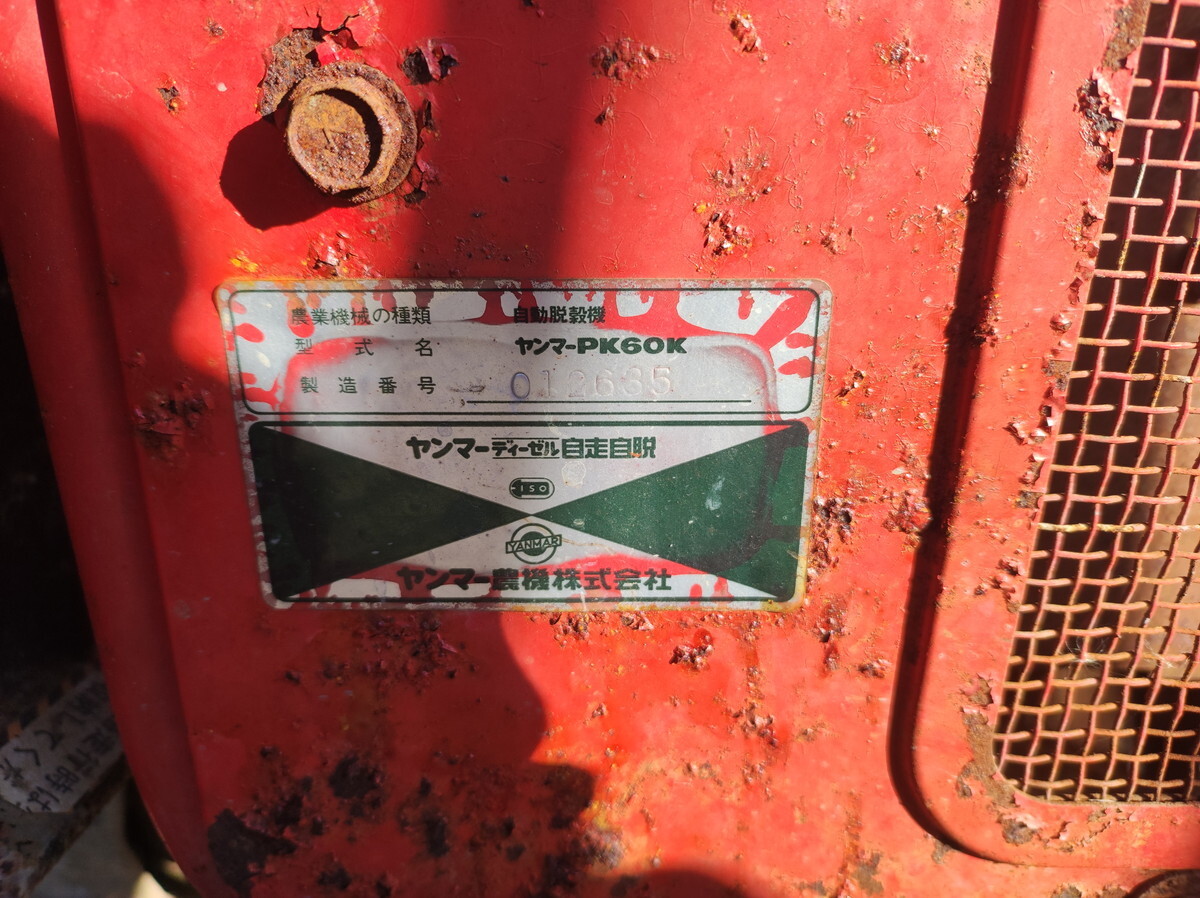 農業機械の種類 自動脱穀機
型式名 ヤンマーPK60K
製造番号 012635
ヤンマーディーゼル自走自脱
ISO
YANMAR
ヤンマー農機株式会社